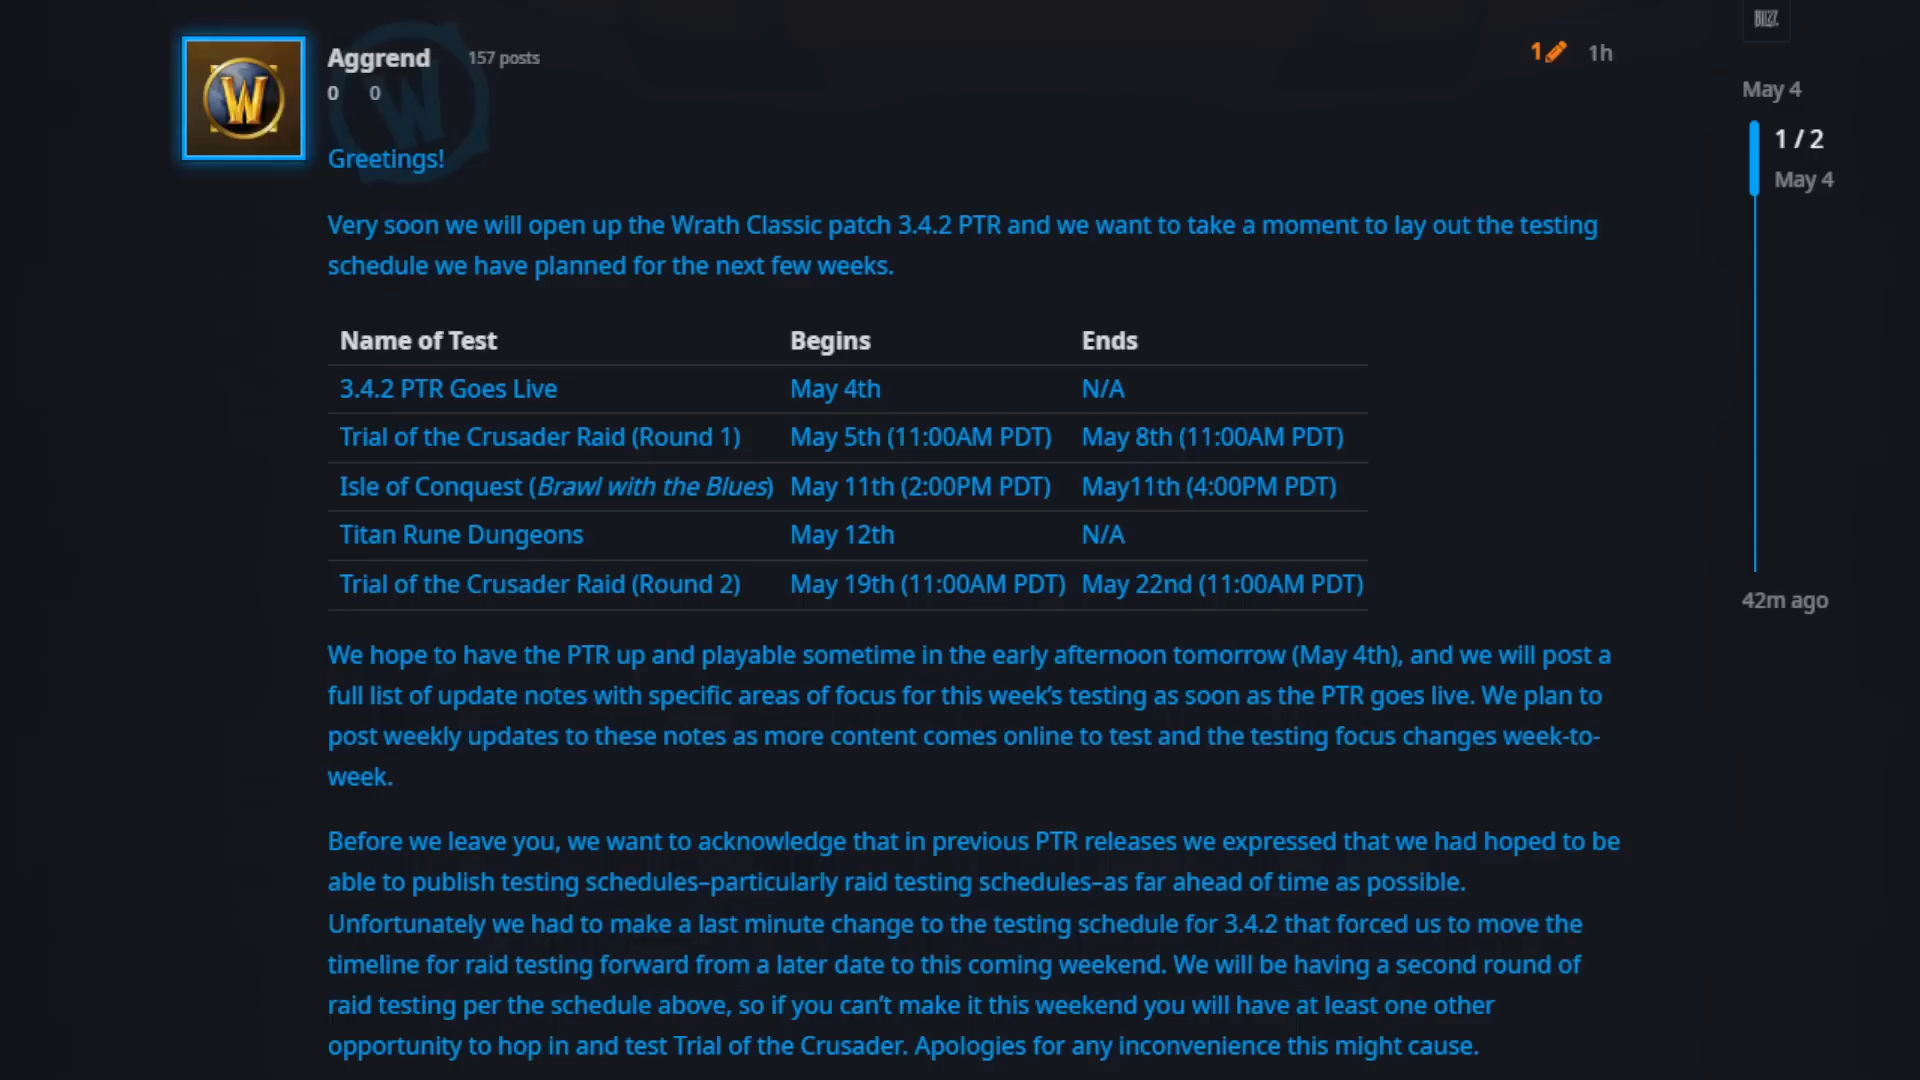 BLIZZ
Aggrend 157 posts 1 1h
0 0
May 4
1 / 2
May 4
Greetings!
Very soon we will open up the Wrath Classic patch 3.4.2 PTR and we want to take a moment to lay out the testing
schedule we have planned for the next few weeks.
Name of Test Begins Ends
3.4.2 PTR Goes Live May 4th N/A
Trial of the Crusader Raid (Round 1) May 5th (11:00AM PDT) May 8th (11:00AM PDT)
Isle of Conquest (Brawl with the Blues) May 11th (2:00PM PDT) May11th (4:00PM PDT)
Titan Rune Dungeons May 12th N/A
Trial of the Crusader Raid (Round 2) May 19th (11:00AM PDT) May 22nd (11:00AM PDT)
42m ago
We hope to have the PTR up and playable sometime in the early afternoon tomorrow (May 4th), and we will post a
full list of update notes with specific areas of focus for this week’s testing as soon as the PTR goes live. We plan to
post weekly updates to these notes as more content comes online to test and the testing focus changes week-to-
week.
Before we leave you, we want to acknowledge that in previous PTR releases we expressed that we had hoped to be
able to publish testing schedules–particularly raid testing schedules–as far ahead of time as possible.
Unfortunately we had to make a last minute change to the testing schedule for 3.4.2 that forced us to move the
timeline for raid testing forward from a later date to this coming weekend. We will be having a second round of
raid testing per the schedule above, so if you can’t make it this weekend you will have at least one other
opportunity to hop in and test Trial of the Crusader. Apologies for any inconvenience this might cause.